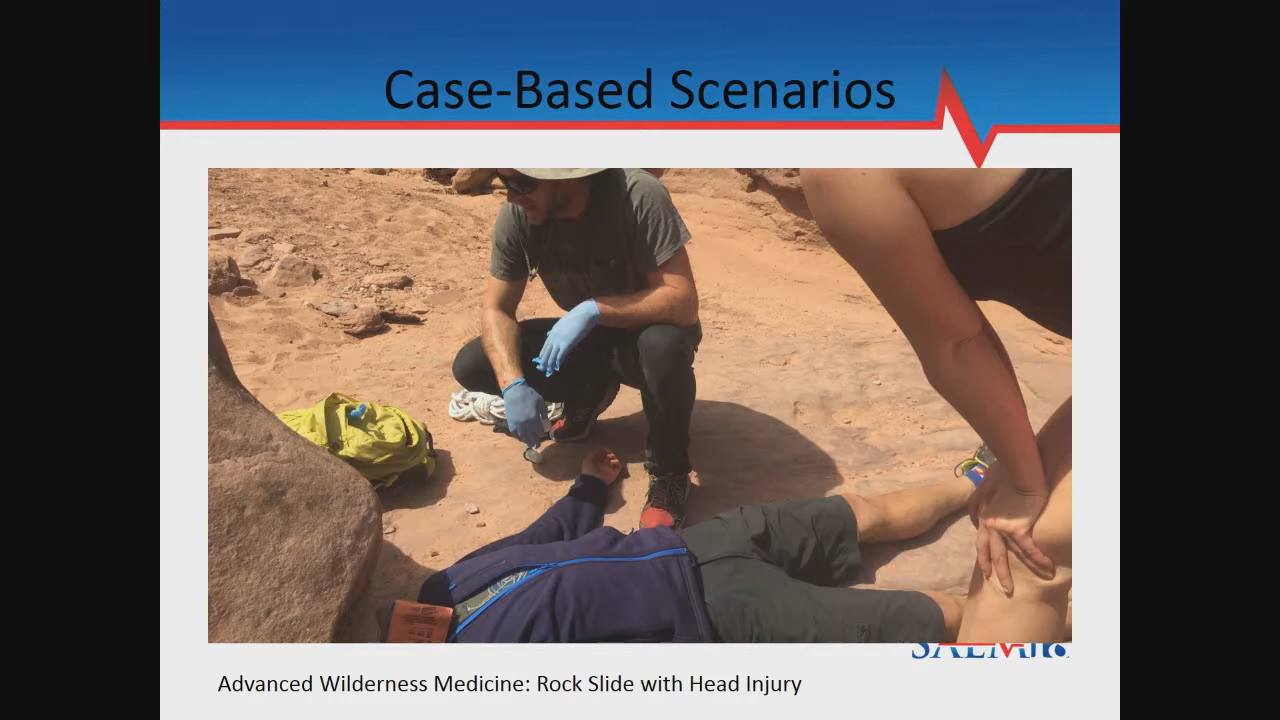 Case-Based Scenarios
Advanced Wilderness Medicine: Rock Slide with Head Injury